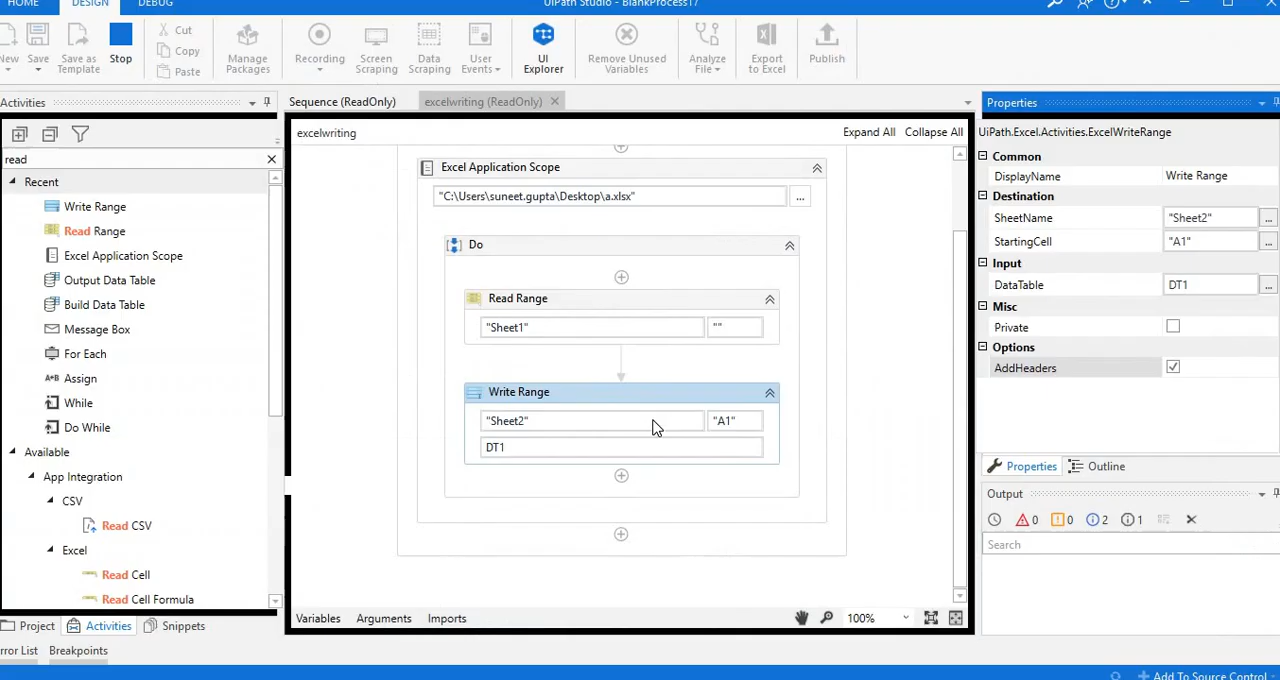 HOME DESIGN DEBUG UiPath Studio - BlankProcess17
New Save Save as Template Stop Cut Copy Paste Manage Packages Recording Screen Scraping Data Scraping User Events UI Explorer Remove Unused Variables Analyze File Export to Excel Publish
Activities
read
Recent
Write Range
Read Range
Excel Application Scope
Output Data Table
Build Data Table
Message Box
For Each
Assign
While
Do While
Available
App Integration
CSV
Read CSV
Excel
Read Cell
Read Cell Formula
Project Activities Snippets
Sequence (ReadOnly) excelwriting (ReadOnly)
excelwriting Expand All Collapse All
Excel Application Scope
"C:\Users\suneet.gupta\Desktop\a.xlsx" ...
Do
Read Range
"Sheet1" ""
Write Range
"Sheet2" "A1"
DT1
Variables Arguments Imports 100%
Properties
UiPath.Excel.Activities.ExcelWriteRange
Common
DisplayName Write Range
Destination
SheetName "Sheet2" ...
StartingCell "A1" ...
Input
DataTable DT1 ...
Misc
Private
Options
AddHeaders
Properties Outline
Output
0 0 2 1
Search
rror List Breakpoints
Add To Source Control